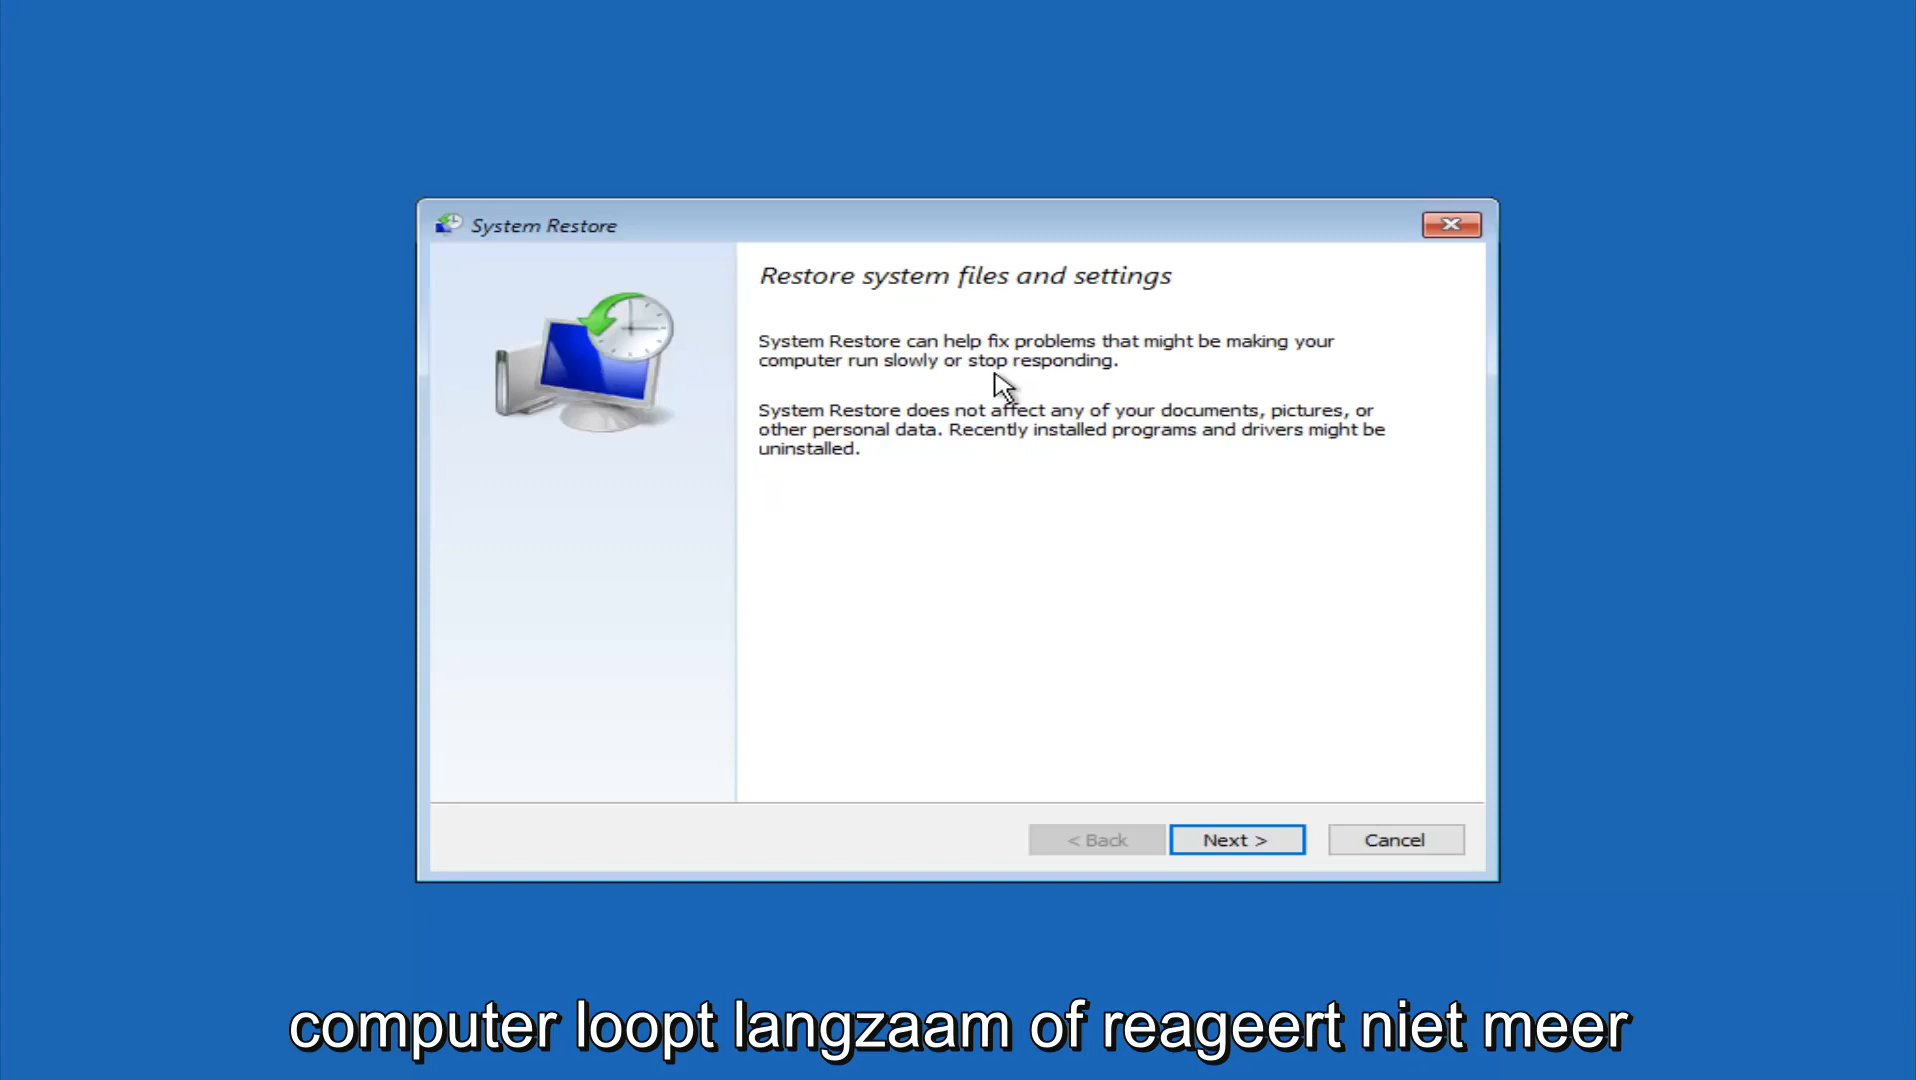 System Restore
Restore system files and settings
System Restore can help fix problems that might be making your
computer run slowly or stop responding.
System Restore does not affect any of your documents, pictures, or
other personal data. Recently installed programs and drivers might be
uninstalled.
< Back
Next >
Cancel
computer loopt langzaam of reageert niet meer